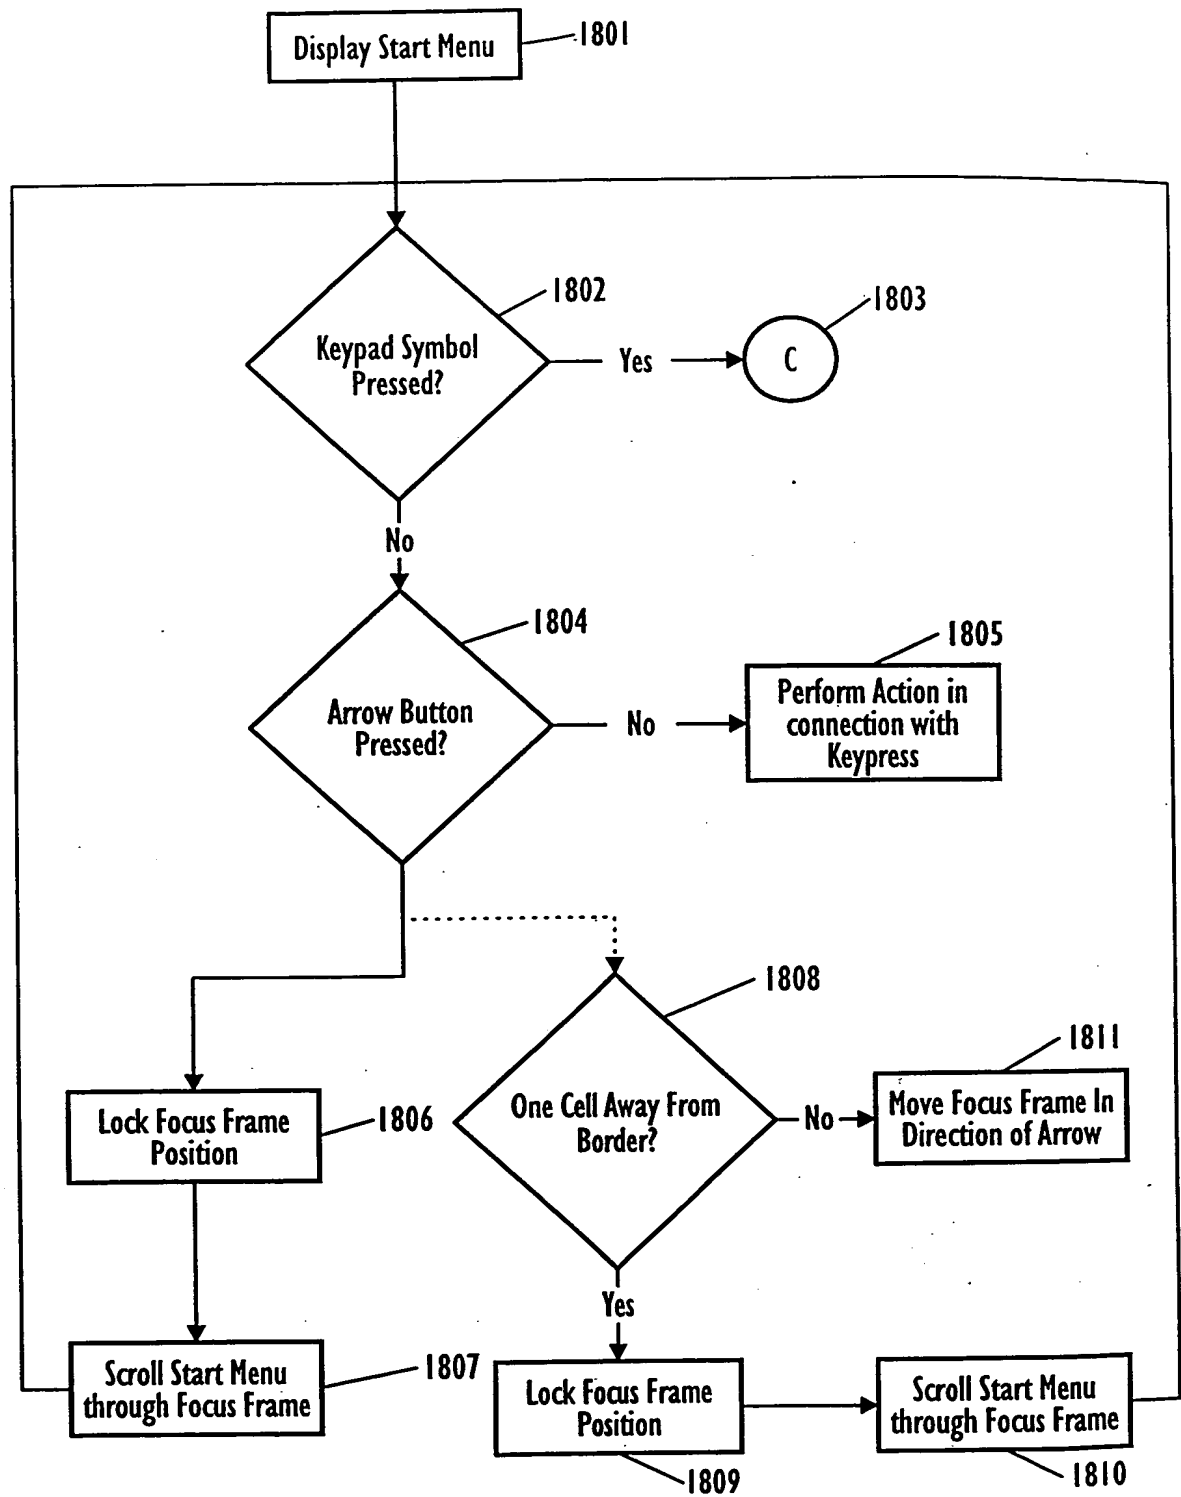 Display Start Menu
1801
1802
Keypad Symbol
Pressed?
Yes
1803
C
No
1804
Arrow Button
Pressed?
No
1805
Perform Action in
connection with
Keypress
1808
One Cell Away From
Border?
No
1811
Move Focus Frame In
Direction of Arrow
Lock Focus Frame
Position
1806
Yes
Scroll Start Menu
through Focus Frame
1807
Lock Focus Frame
Position
1809
Scroll Start Menu
through Focus Frame
1810